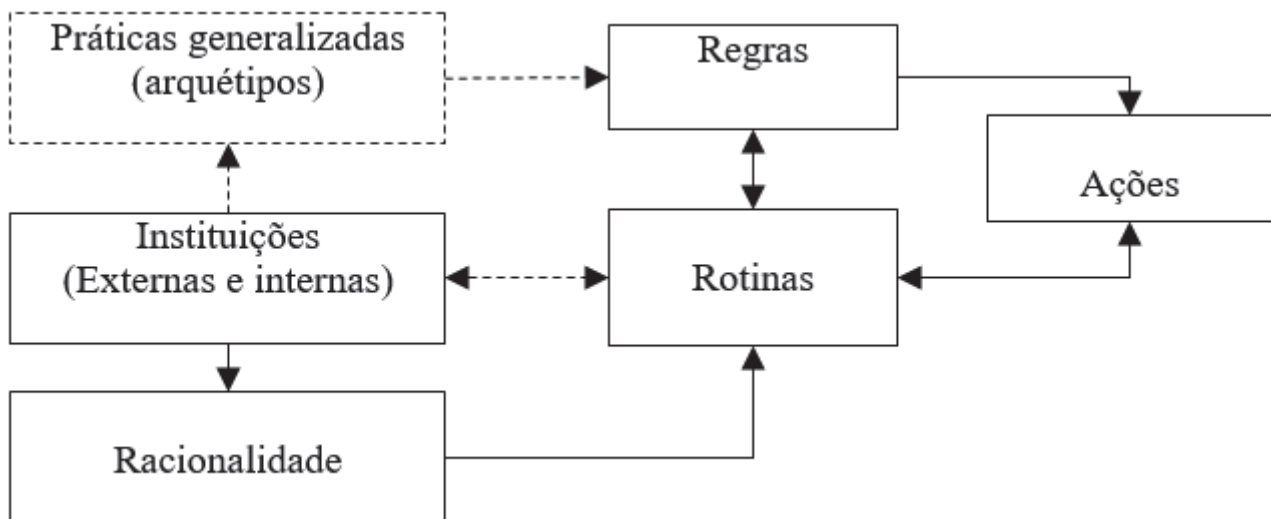 Práticas generalizadas
(arquétipos)
Regras
Ações
Instituições
(Externas e internas)
Rotinas
Racionalidade